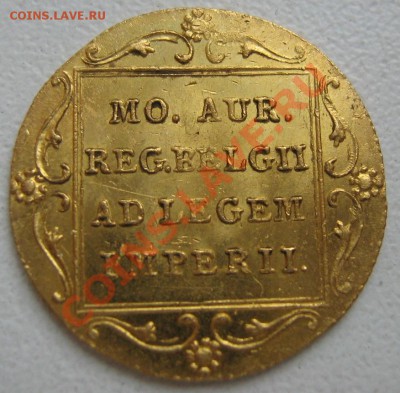 COINS.LAVE.RU
MO. AUR.
REG.BELGII
AD LEGEM
IMPERII.
COINS.LAVE.RU